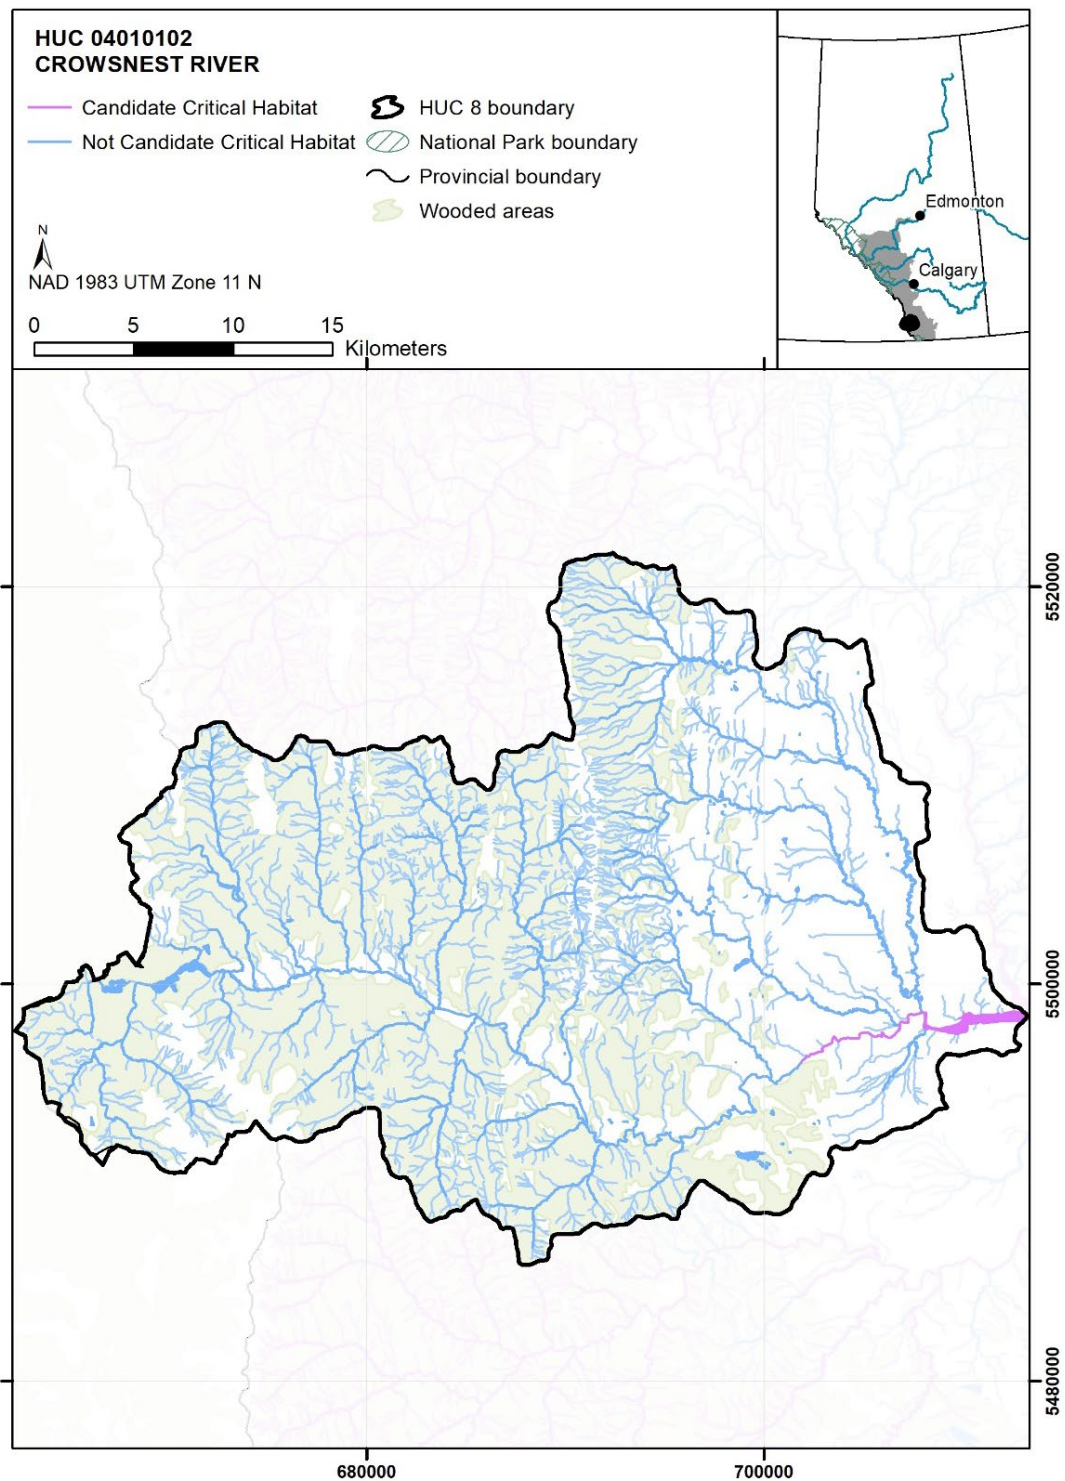 HUC 04010102
CROWSNEST RIVER
Candidate Critical Habitat
Not Candidate Critical Habitat
HUC 8 boundary
National Park boundary
Provincial boundary
Wooded areas
N
NAD 1983 UTM Zone 11 N
0 5 10 15
Kilometers
Edmonton
Calgary
5520000
5500000
5480000
680000 700000